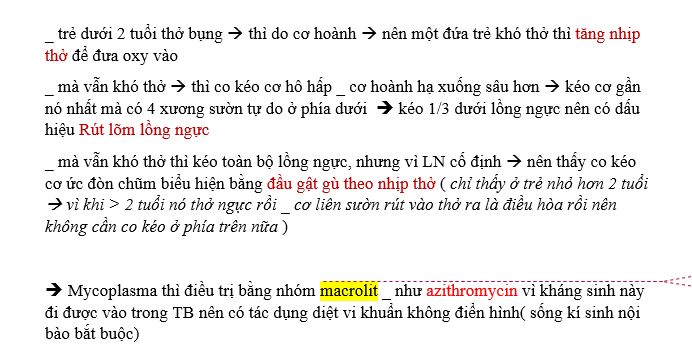 _ trẻ dưới 2 tuổi thở bụng → thì do cơ hoành → nên một đứa trẻ khó thở thì tăng nhịp
thở để đưa oxy vào
_ mà vẫn khó thở → thì co kéo cơ hô hấp _ cơ hoành hạ xuống sâu hơn → kéo cơ gần
nó nhất mà có 4 xương sườn tự do ở phía dưới → kéo 1/3 dưới lồng ngực nên có dấu
hiệu Rút lõm lồng ngực
_ mà vẫn khó thở thì kéo toàn bộ lồng ngực, nhưng vì LN cố định → nên thấy co kéo
cơ ức đòn chũm biểu hiện bằng đầu gật gù theo nhịp thở ( chỉ thấy ở trẻ nhỏ hơn 2 tuổi
→ vì khi > 2 tuổi nó thở ngực rồi _ cơ liên sườn rút vào thở ra là điều hòa rồi nên
không cần co kéo ở phía trên nữa )
→ Mycoplasma thì điều trị bằng nhóm macrolit _ như azithromycin vì kháng sinh này
đi được vào trong TB nên có tác dụng diệt vi khuẩn không điển hình( sống kí sinh nội
bào bắt buộc)